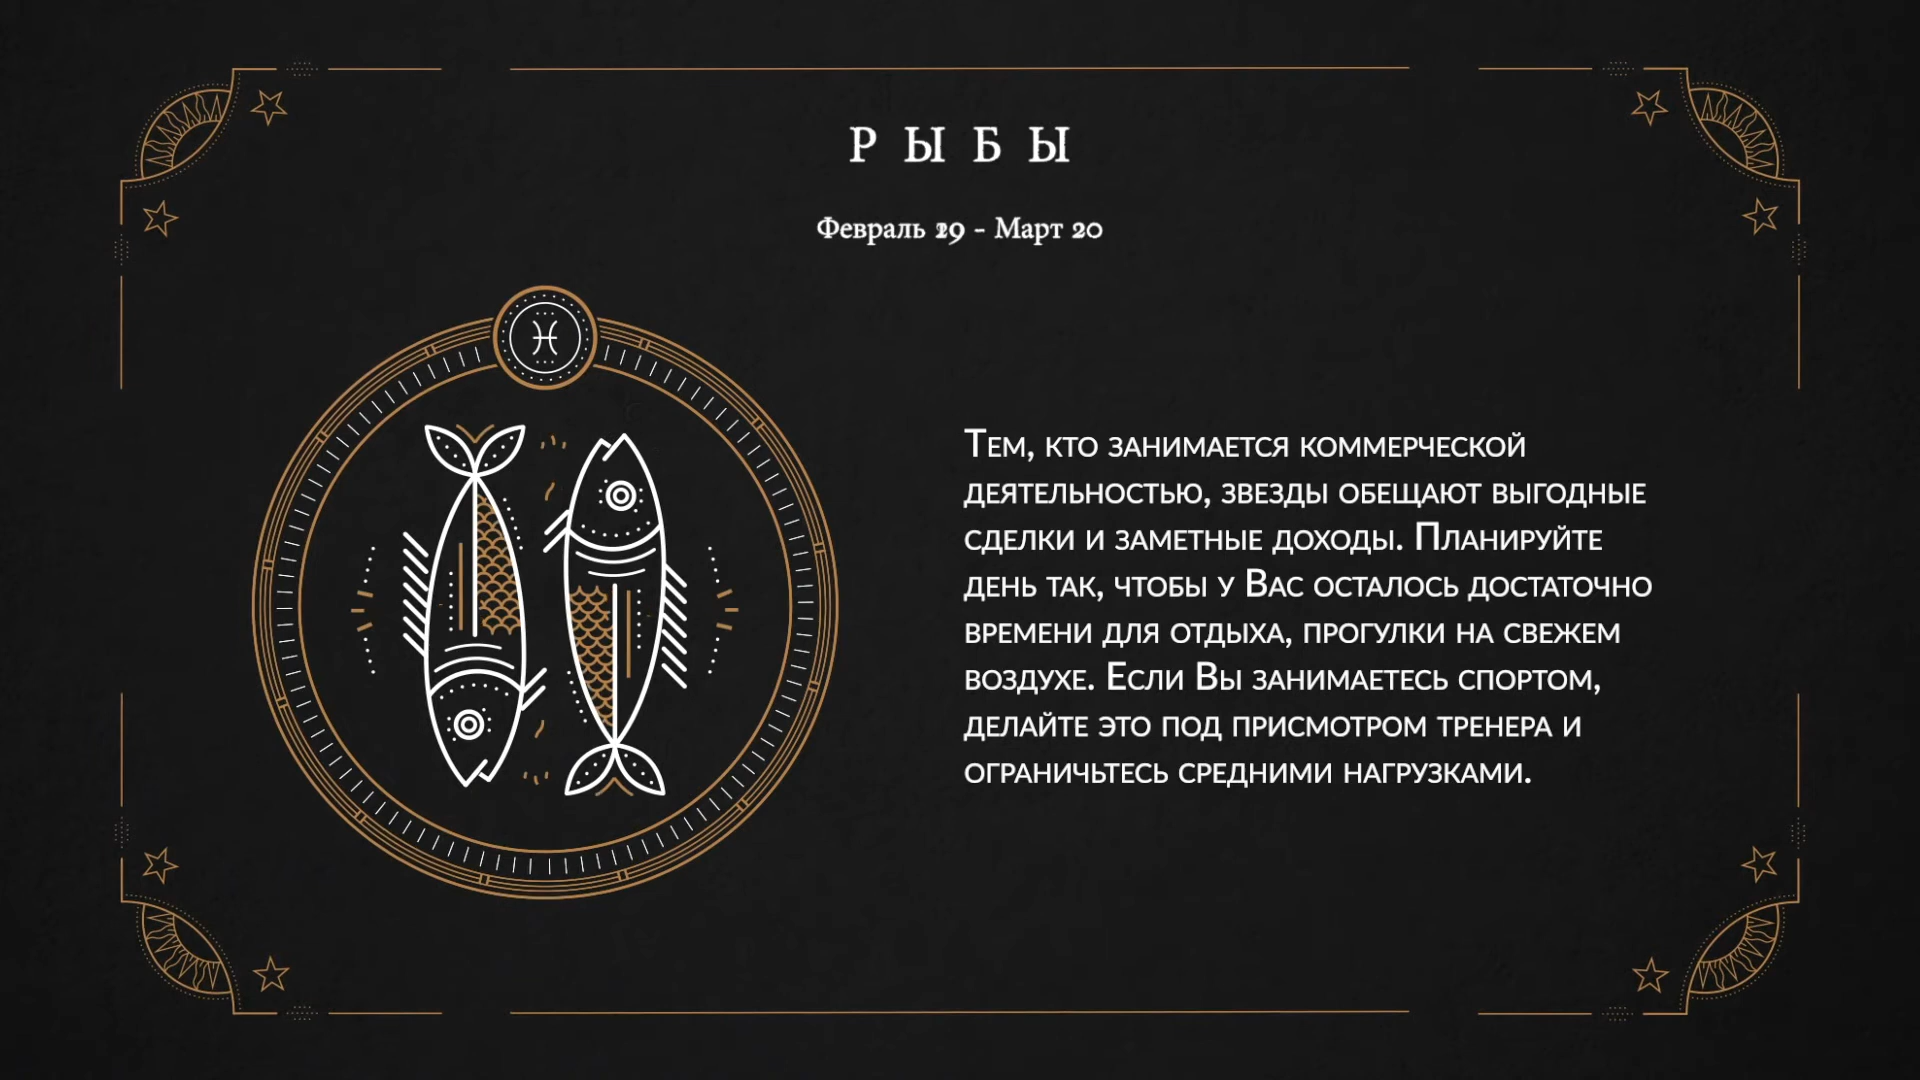 РЫБЫ
Февраль 19 - Март 20
Тем, кто занимается коммерческой
деятельностью, звезды обещают выгодные
сделки и заметные доходы. Планируйте
день так, чтобы у Вас осталось достаточно
времени для отдыха, прогулки на свежем
воздухе. Если Вы занимаетесь спортом,
делайте это под присмотром тренера и
ограничьтесь средними нагрузками.